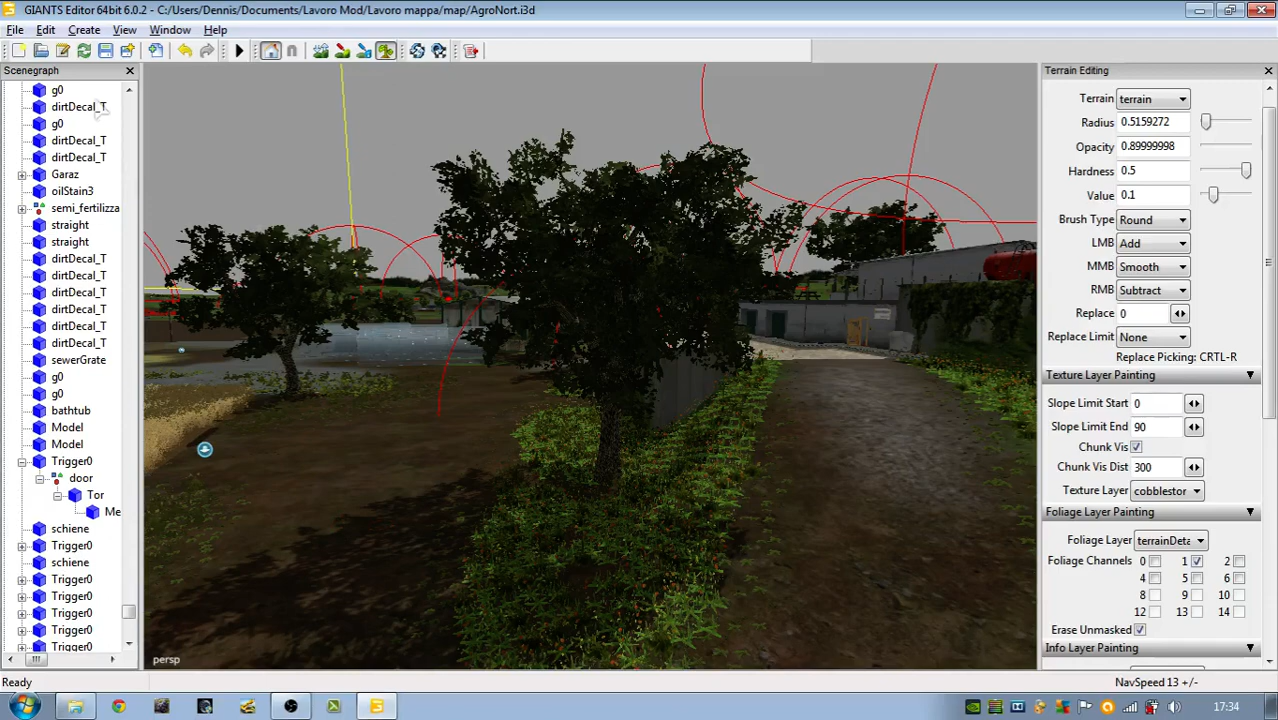 GIANTS Editor 64bit 6.0.2 - C:/Users/Dennis/Documents/Lavoro Mod/Lavoro mappa/map/AgroNort.i3d
File Edit Create View Window Help
Scenegraph
g0
dirtDecal_T
g0
dirtDecal_T
dirtDecal_T
Garaz
oilStain3
semi_fertilizza
straight
straight
dirtDecal_T
dirtDecal_T
dirtDecal_T
dirtDecal_T
dirtDecal_T
dirtDecal_T
sewerGrate
g0
g0
bathtub
Model
Model
Trigger0
door
Tor
Me
schiene
Trigger0
schiene
Trigger0
Trigger0
Trigger0
Trigger0
Trigger0
persp
Terrain Editing
Terrain terrain
Radius 0.5159272
Opacity 0.89999998
Hardness 0.5
Value 0.1
Brush Type Round
LMB Add
MMB Smooth
RMB Subtract
Replace 0
Replace Limit None
Replace Picking: CRTL-R
Texture Layer Painting
Slope Limit Start 0
Slope Limit End 90
Chunk Vis
Chunk Vis Dist 300
Texture Layer cobblestor
Foliage Layer Painting
Foliage Layer terrainDeta
Foliage Channels 0 1 2
4 5 6
8 9 10
12 13 14
Erase Unmasked
Info Layer Painting
Ready
NavSpeed 13 +/-
17:34